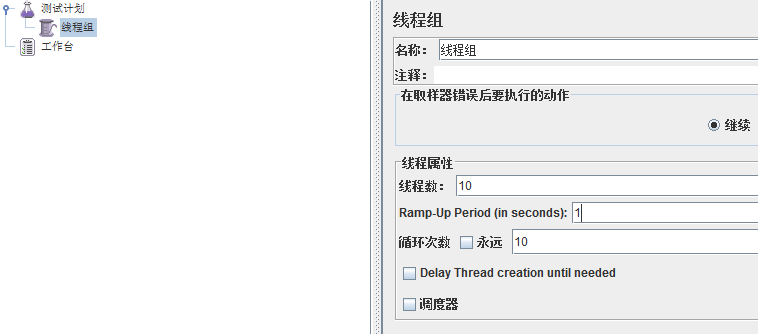 测试计划
线程组
工作台
线程组
名称： 线程组
注释：
在取样器错误后要执行的动作
继续
线程属性
线程数： 10
Ramp-Up Period (in seconds): 1
循环次数 永远 10
Delay Thread creation until needed
调度器